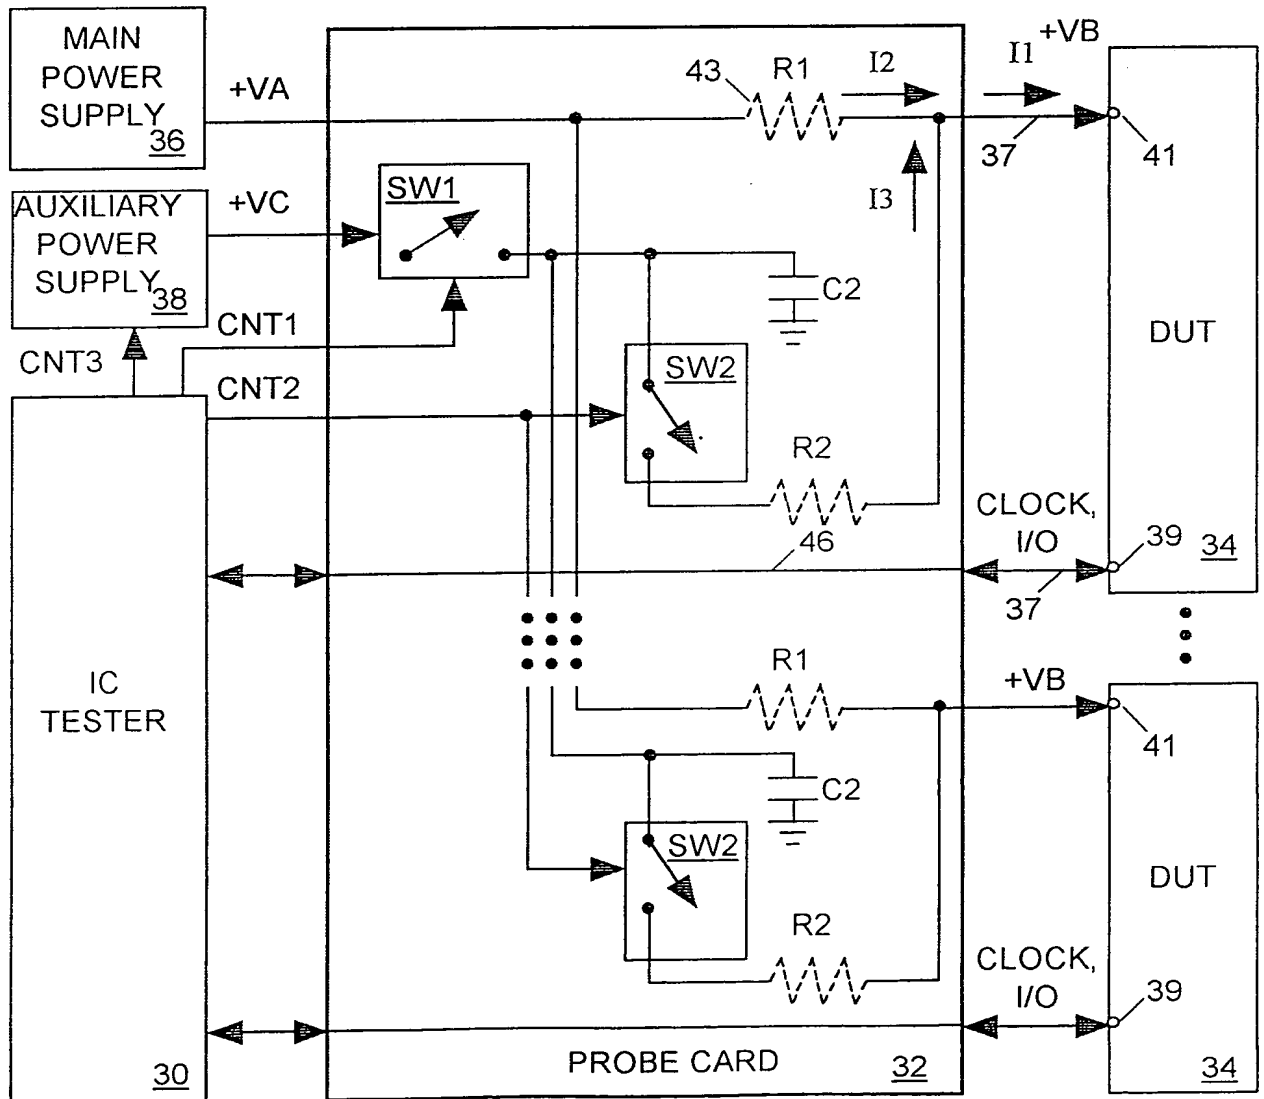 MAIN
POWER
SUPPLY
36
+VA
43
R1
I2
I1
+VB
37
41
AUXILIARY
POWER
SUPPLY
38
+VC
SW1
I3
C2
DUT
CNT3
CNT1
CNT2
SW2
R2
CLOCK,
I/O
46
37
39
34
IC
TESTER
30
R1
+VB
41
C2
SW2
R2
DUT
CLOCK,
I/O
39
34
PROBE CARD
32